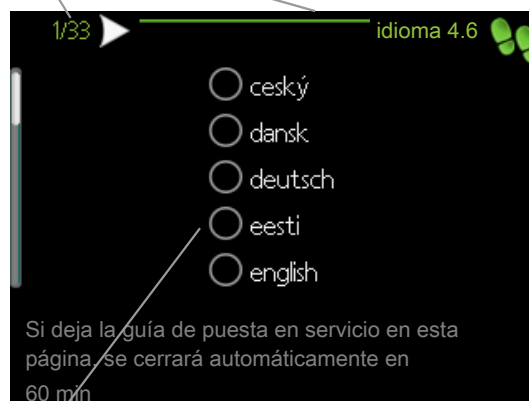 1/33
idioma 4.6
ceský
dansk
deutsch
eesti
english
Si deja la guía de puesta en servicio en esta
página, se cerrará automáticamente en
60 min